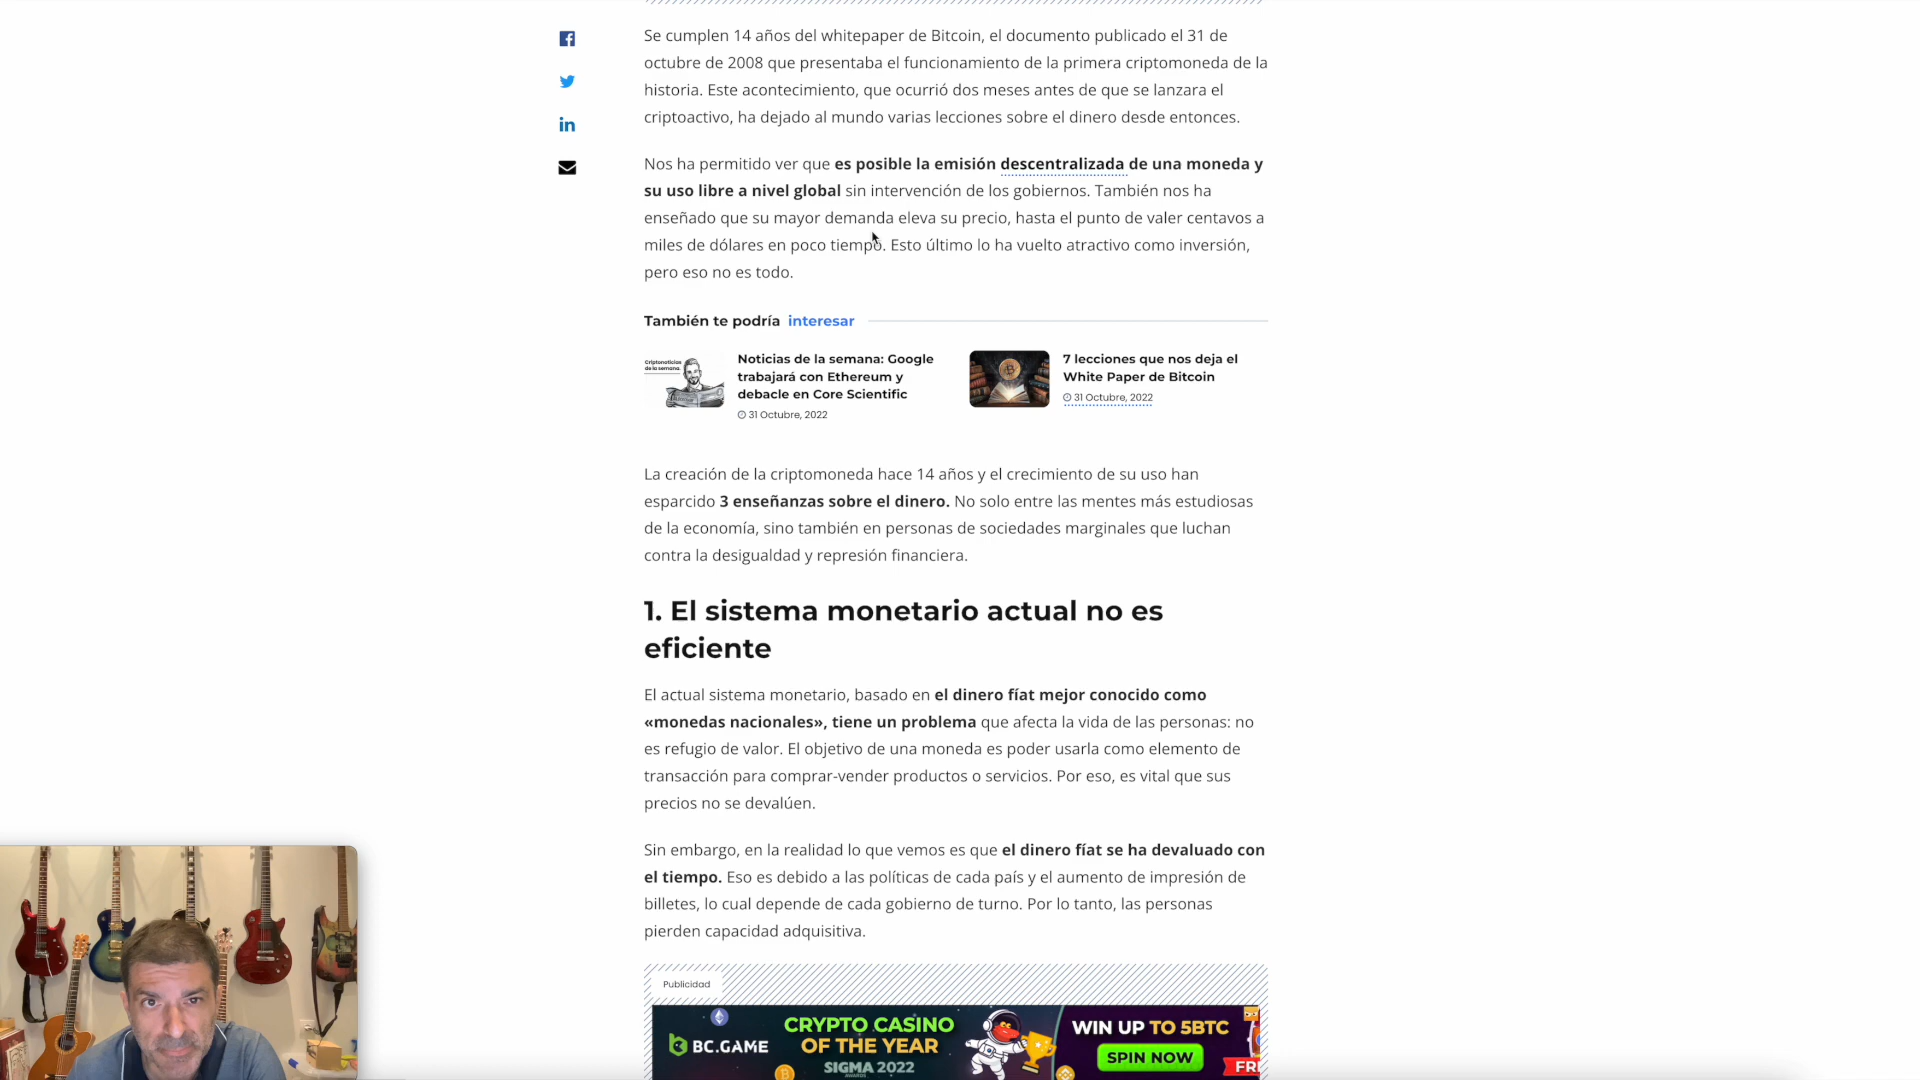 Se cumplen 14 años del whitepaper de Bitcoin, el documento publicado el 31 de
octubre de 2008 que presentaba el funcionamiento de la primera criptomoneda de la
historia. Este acontecimiento, que ocurrió dos meses antes de que se lanzara el
criptoactivo, ha dejado al mundo varias lecciones sobre el dinero desde entonces.
Nos ha permitido ver que es posible la emisión descentralizada de una moneda y
su uso libre a nivel global sin intervención de los gobiernos. También nos ha
enseñado que su mayor demanda eleva su precio, hasta el punto de valer centavos a
miles de dólares en poco tiempo. Esto último lo ha vuelto atractivo como inversión,
pero eso no es todo.
También te podría interesar
Criptonoticias
de la semana.
Noticias de la semana: Google
trabajará con Ethereum y
debacle en Core Scientific
31 Octubre, 2022
7 lecciones que nos deja el
White Paper de Bitcoin
31 Octubre, 2022
La creación de la criptomoneda hace 14 años y el crecimiento de su uso han
esparcido 3 enseñanzas sobre el dinero. No solo entre las mentes más estudiosas
de la economía, sino también en personas de sociedades marginales que luchan
contra la desigualdad y represión financiera.
1. El sistema monetario actual no es
eficiente
El actual sistema monetario, basado en el dinero fíat mejor conocido como
«monedas nacionales», tiene un problema que afecta la vida de las personas: no
es refugio de valor. El objetivo de una moneda es poder usarla como elemento de
transacción para comprar-vender productos o servicios. Por eso, es vital que sus
precios no se devalúen.
Sin embargo, en la realidad lo que vemos es que el dinero fíat se ha devaluado con
el tiempo. Eso es debido a las políticas de cada país y el aumento de impresión de
billetes, lo cual depende de cada gobierno de turno. Por lo tanto, las personas
pierden capacidad adquisitiva.
Publicidad
BC.GAME
CRYPTO CASINO
OF THE YEAR
SIGMA 2022
AWARDS
WIN UP TO 5BTC
SPIN NOW